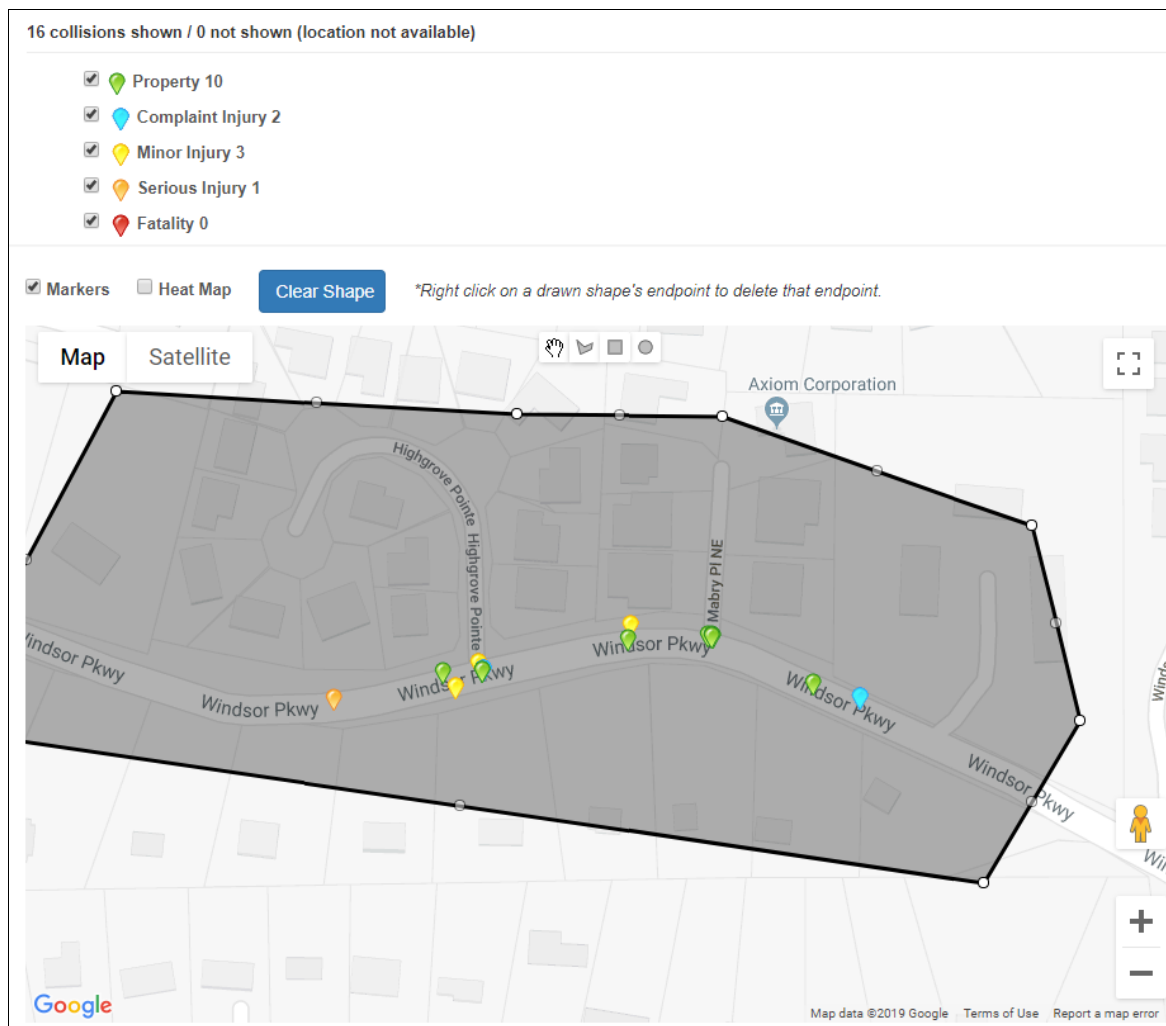 16 collisions shown / 0 not shown (location not available)
Property 10
Complaint Injury 2
Minor Injury 3
Serious Injury 1
Fatality 0
Markers
Heat Map
Clear Shape
*Right click on a drawn shape's endpoint to delete that endpoint.
Map
Satellite
Axiom Corporation
Highgrove Pointe
Highgrove Pointe
Mabry Pl NE
Windsor Pkwy
Windsor Pkwy
Windsor Pkwy
Windsor Pkwy
Windsor Pkwy
Windsor Pkwy
Windo
Win
Google
Map data ©2019 Google
Terms of Use
Report a map error